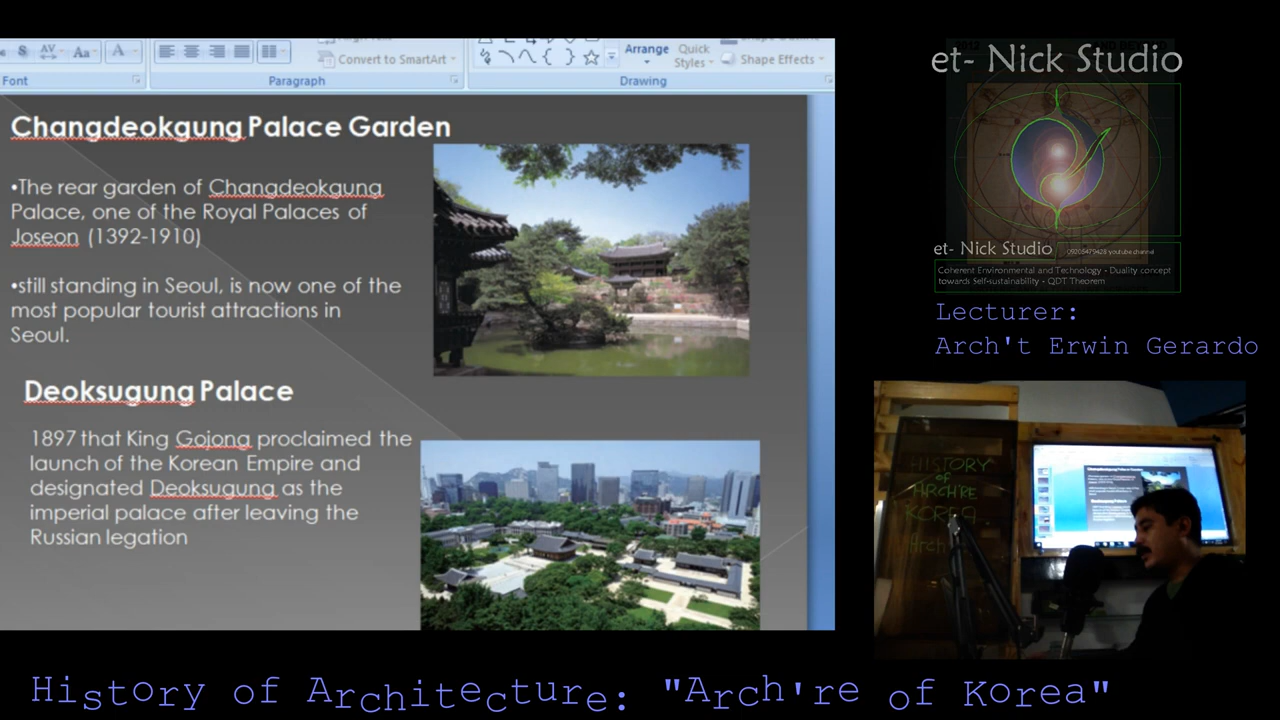 et- Nick Studio
Aa
Arrange
Quick
Styles
Convert to SmartArt
Shape Effects
Font
Paragraph
Drawing
Changdeokgung Palace Garden
•The rear garden of Changdeokgung
Palace, one of the Royal Palaces of
Joseon (1392-1910)
•still standing in Seoul, is now one of the
most popular tourist attractions in
Seoul.
Deoksugung Palace
1897 that King Gojong proclaimed the
launch of the Korean Empire and
designated Deoksugung as the
imperial palace after leaving the
Russian legation
et- Nick Studio
09205479428 youtube channel
Coherent Environmental and Technology - Duality concept
towards Self-sustainability - QDT Theorem
Lecturer:
Arch't Erwin Gerardo
HISTORY
of
ARCH'RE
KOREA
Arch
History of Architecture: "Arch're of Korea"